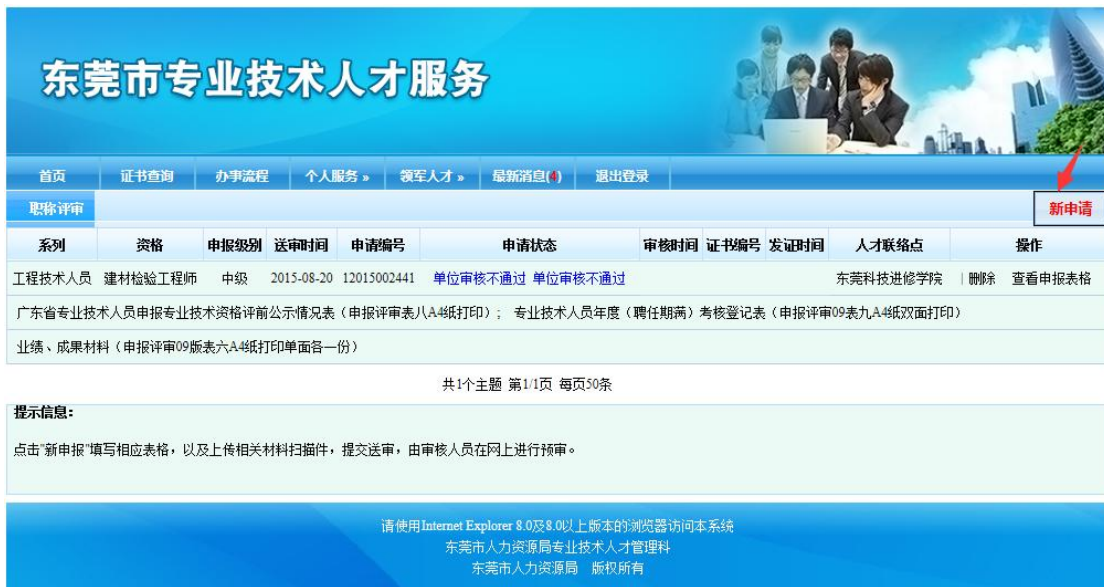 东莞市专业技术人才服务
首页 证书查询 办事流程 个人服务» 领军人才» 最新消息(4) 退出登录
职称评审 新申请
系列 资格 申报级别 送审时间 申请编号 申请状态 审核时间 证书编号 发证时间 人才联络点 操作
工程技术人员 建材检验工程师 中级 2015-08-20 12015002441 单位审核不通过 单位审核不通过 东莞科技进修学院 | 删除 查看申报表格
广东省专业技术人员申报专业技术资格评前公示情况表（申报评审表八A4纸打印）； 专业技术人员年度（聘任期满）考核登记表（申报评审09表九A4纸双面打印）
业绩、成果材料（申报评审09版表六A4纸打印单面各一份）
共1个主题 第1/1页 每页50条
提示信息：
点击"新申报"填写相应表格，以及上传相关材料扫描件，提交送审，由审核人员在网上进行预审。
请使用Internet Explorer 8.0及8.0以上版本的浏览器访问本系统
东莞市人力资源局专业技术人才管理科
东莞市人力资源局 版权所有